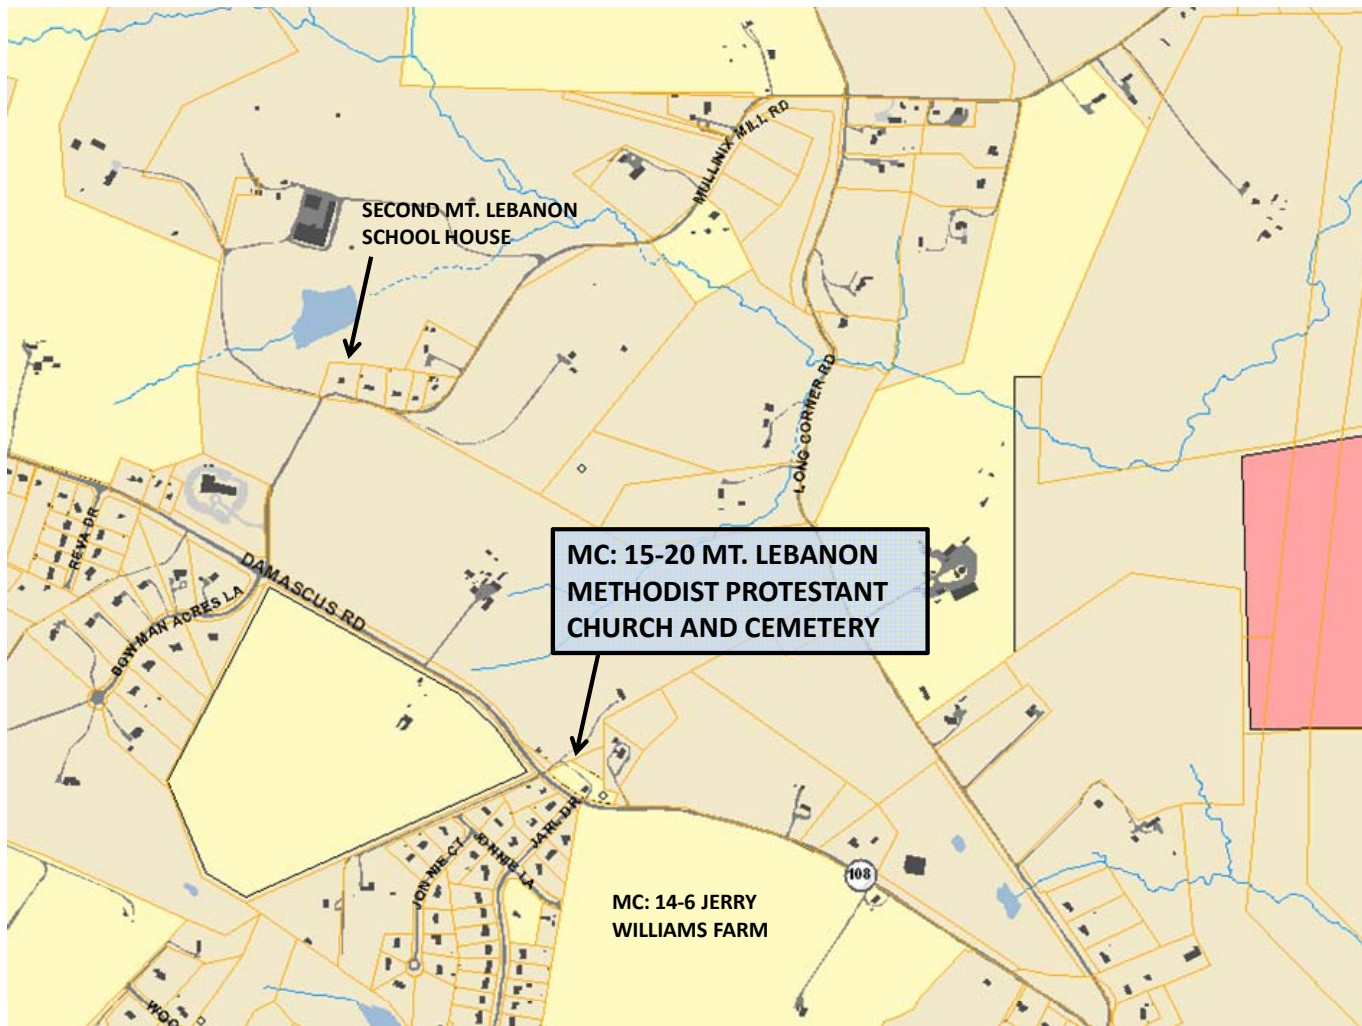 MULLINIX MILL RD
SECOND MT. LEBANON
SCHOOL HOUSE
LONG CORNER RD
REVA DR
DAMASCUS RD
BOWMAN ACRES LA
MC: 15-20 MT. LEBANON
METHODIST PROTESTANT
CHURCH AND CEMETERY
JARL DR
JONNIE LA
JONNIE CT
108
MC: 14-6 JERRY
WILLIAMS FARM
WOO